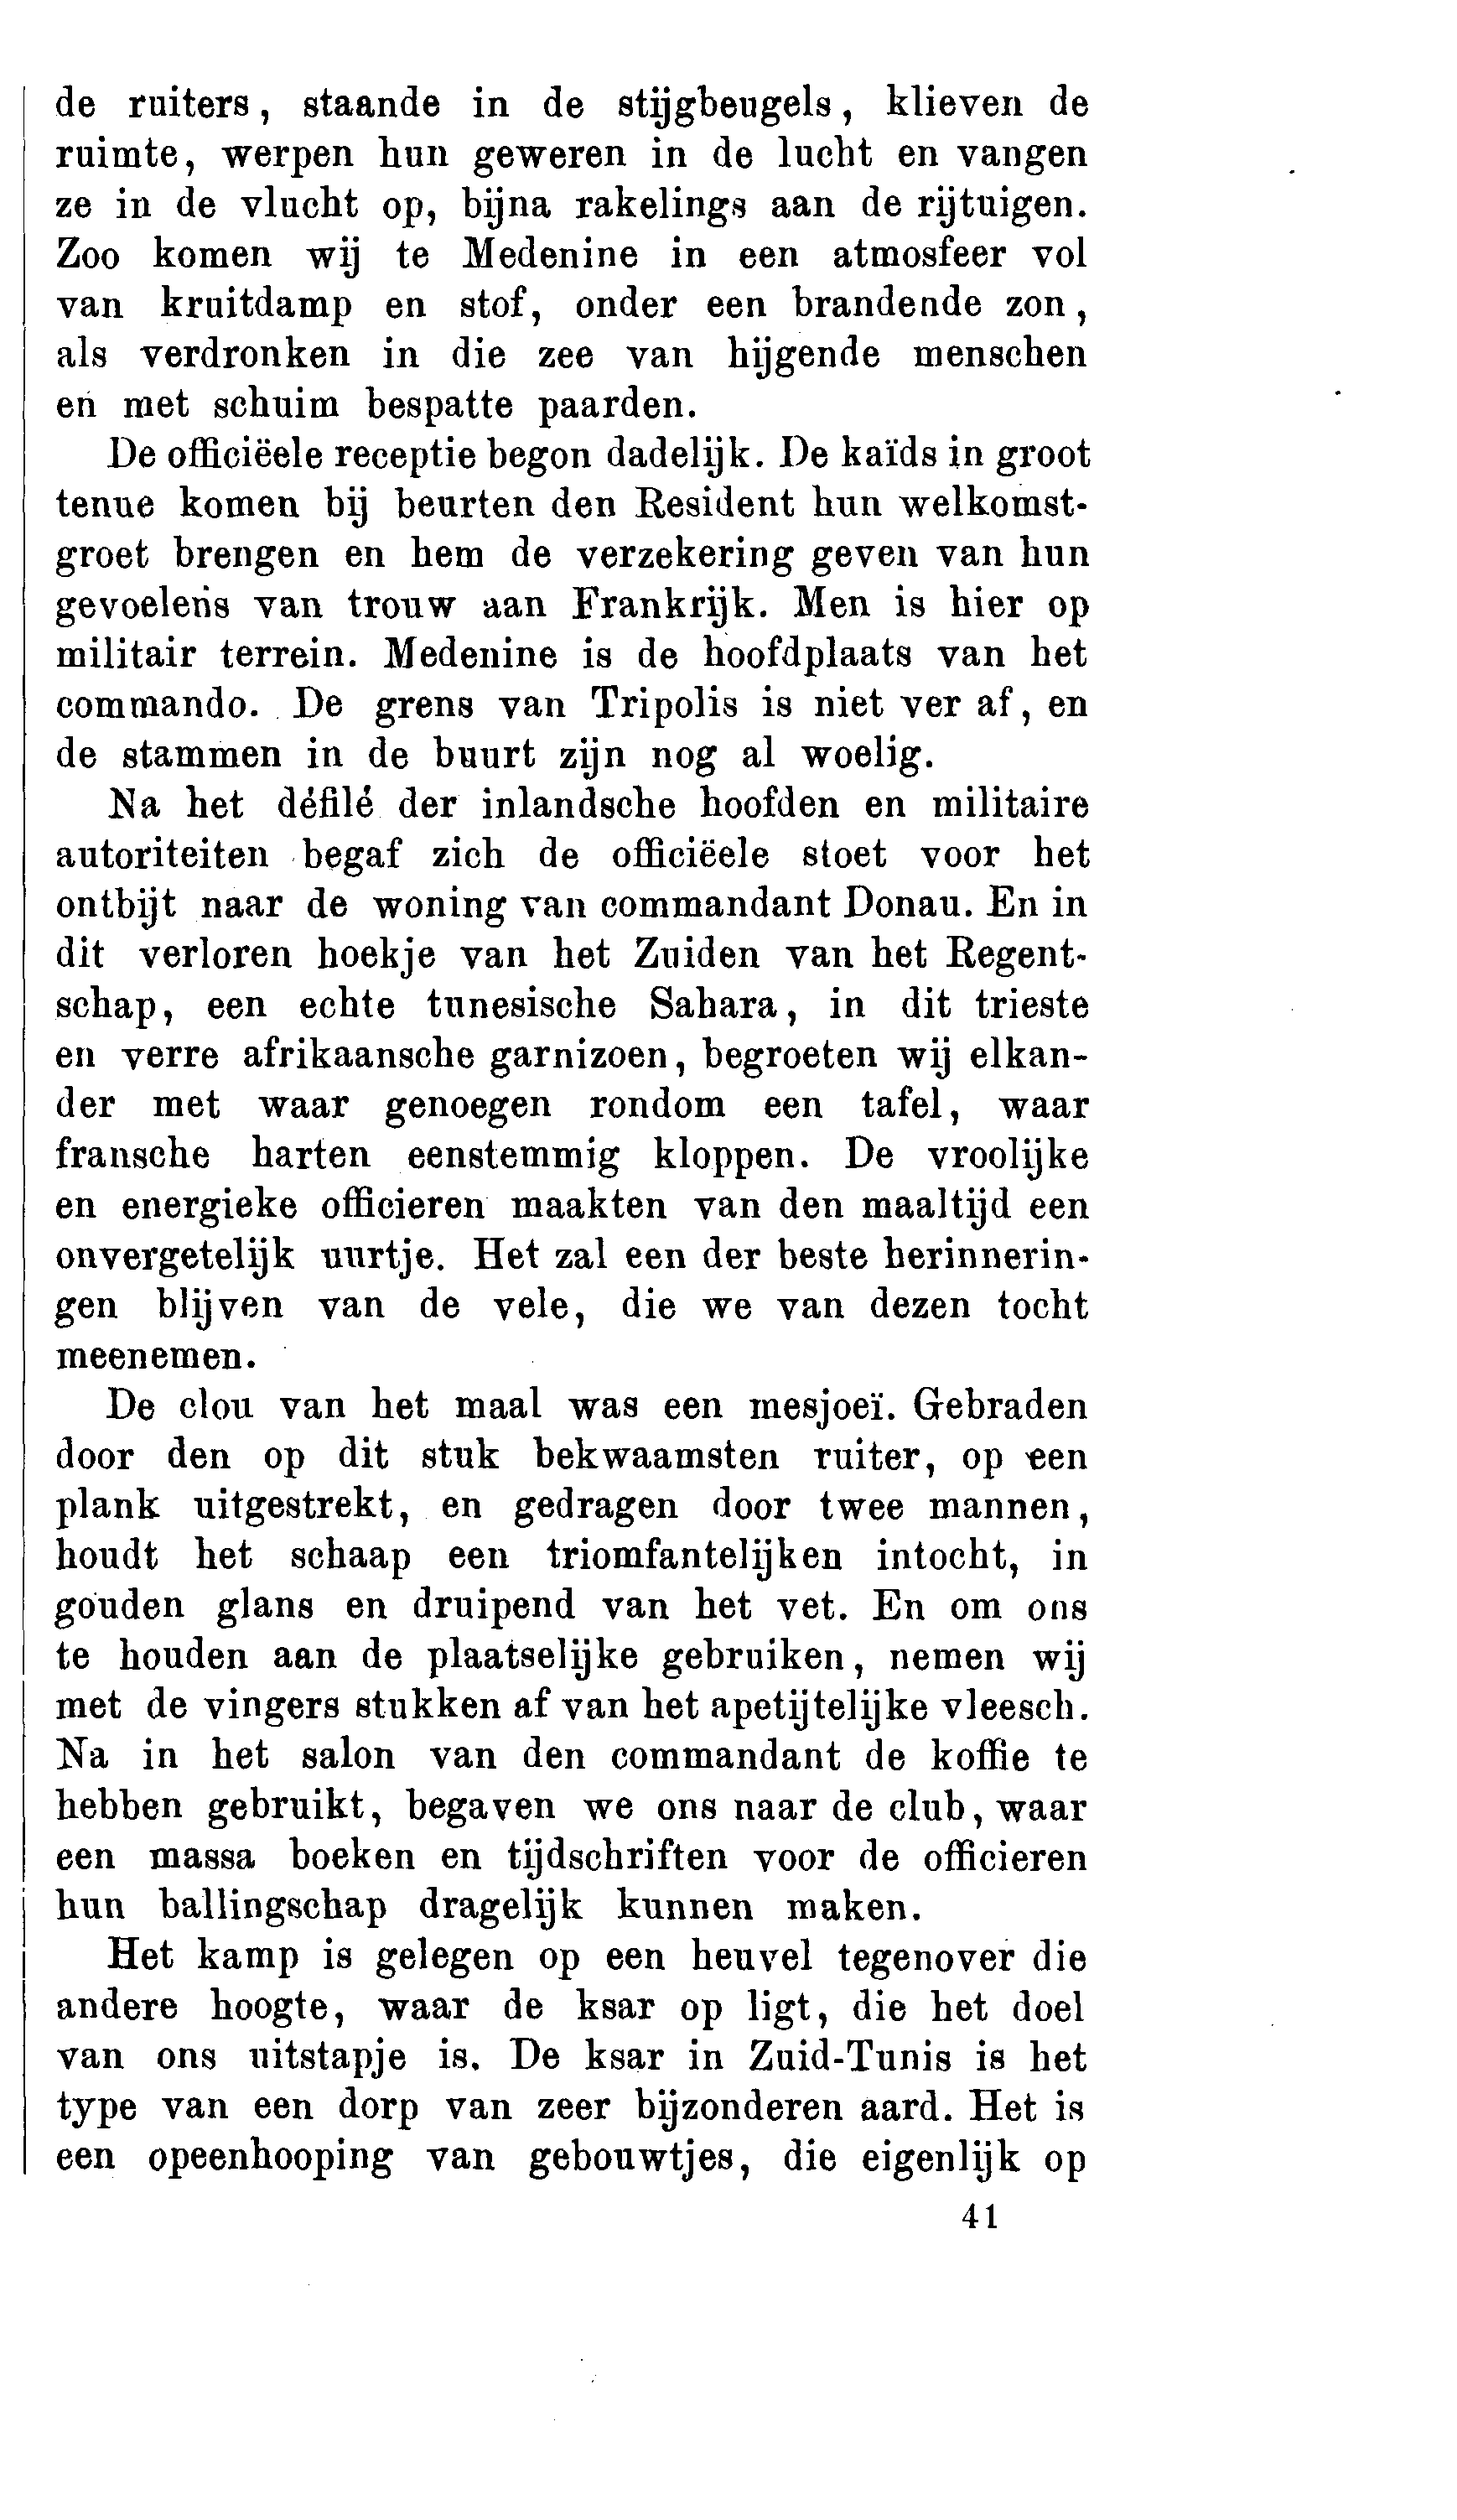 de ruiters, staande in de stijgbeugels, klieven de
ruimte, werpen hun geweren in de lucht en vangen
ze in de vlucht op, bijna rakelings aan de rijtuigen.
Zoo komen wij te Medenine in een atmosfeer vol
van kruitdamp en stof, onder een brandende zon,
als verdronken in die zee van hijgende menschen
en met schuim bespatte paarden.
De officiëele receptie begon dadelijk. De kaïds in groot
tenue komen bij beurten den Resident hun welkomst-
groet brengen en hem de verzekering geven van hun
gevoelens van trouw aan Frankrijk. Men is hier op
militair terrein. Medenine is de hoofdplaats van het
commando. De grens van Tripolis is niet ver af, en
de stammen in de buurt zijn nog al woelig.
Na het défilé der inlandsche hoofden en militaire
autoriteiten begaf zich de officiëele stoet voor het
ontbijt naar de woning van commandant Donau. En in
dit verloren hoekje van het Zuiden van het Regent-
schap, een echte tunesische Sahara, in dit trieste
en verre afrikaansche garnizoen, begroeten wij elkan-
der met waar genoegen rondom een tafel, waar
fransche harten eenstemmig kloppen. De vroolijke
en energieke officieren maakten van den maaltijd een
onvergetelijk uurtje. Het zal een der beste herinnerin-
gen blijven van de vele, die we van dezen tocht
meenemen.
De clou van het maal was een mesjoeï. Gebraden
door den op dit stuk bekwaamsten ruiter, op een
plank uitgestrekt, en gedragen door twee mannen,
houdt het schaap een triomfantelijken intocht, in
gouden glans en druipend van het vet. En om ons
te houden aan de plaatselijke gebruiken, nemen wij
met de vingers stukken af van het apetijtelijke vleesch.
Na in het salon van den commandant de koffie te
hebben gebruikt, begaven we ons naar de club, waar
een massa boeken en tijdschriften voor de officieren
hun ballingschap dragelijk kunnen maken.
Het kamp is gelegen op een heuvel tegenover die
andere hoogte, waar de ksar op ligt, die het doel
van ons uitstapje is. De ksar in Zuid-Tunis is het
type van een dorp van zeer bijzonderen aard. Het is
een opeenhooping van gebouwtjes, die eigenlijk op
41